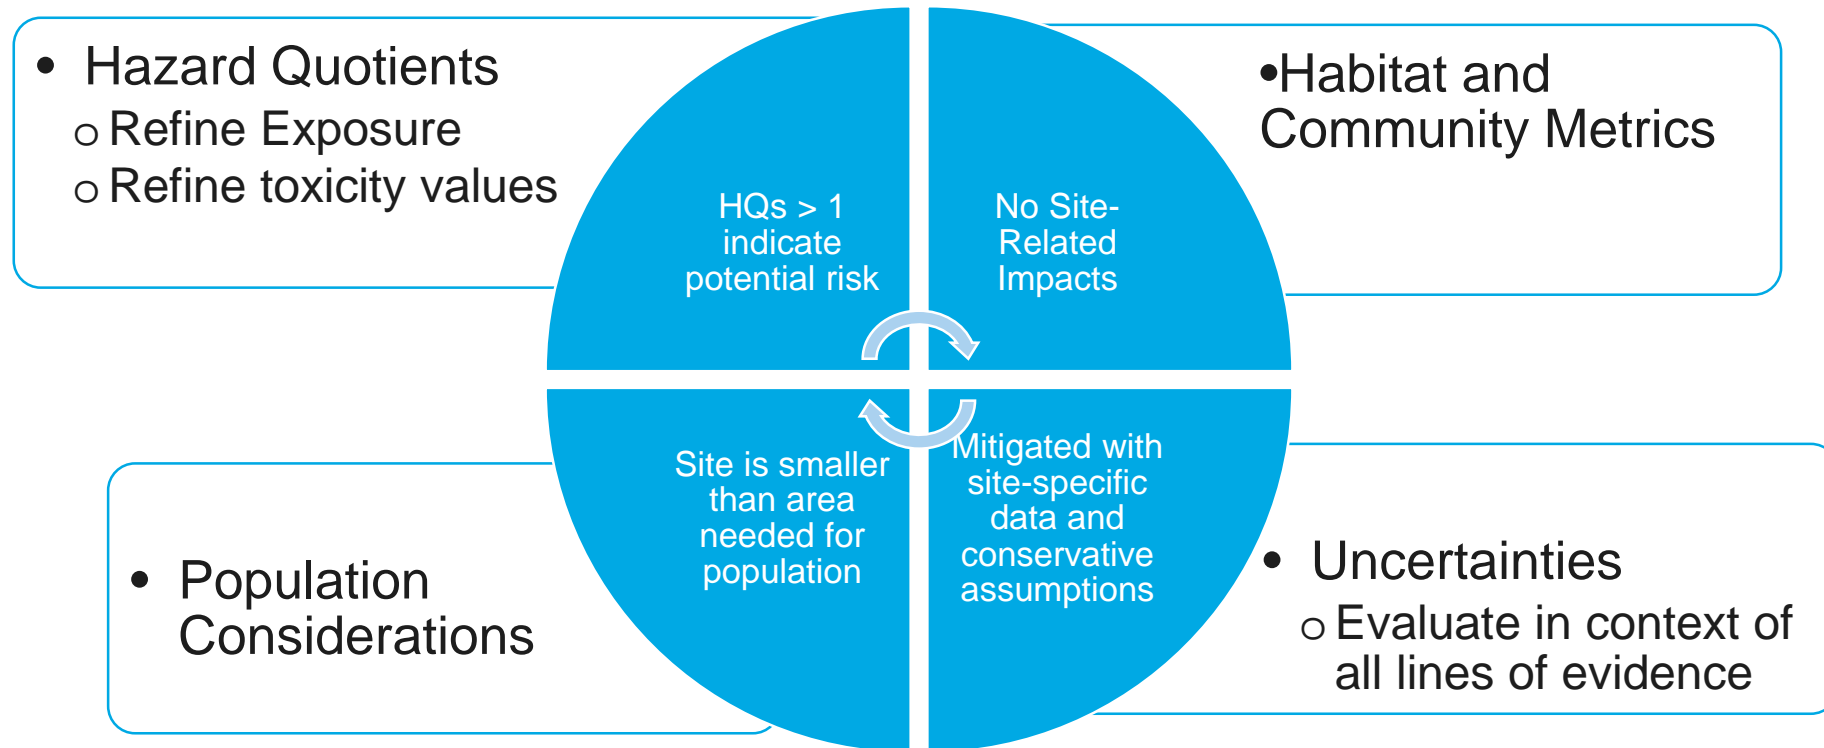 • Hazard Quotients
o Refine Exposure
o Refine toxicity values
HQs > 1
indicate
potential risk
No Site-
Related
Impacts
•Habitat and
Community Metrics
• Population
Considerations
Site is smaller
than area
needed for
population
Mitigated with
site-specific
data and
conservative
assumptions
• Uncertainties
o Evaluate in context of
all lines of evidence